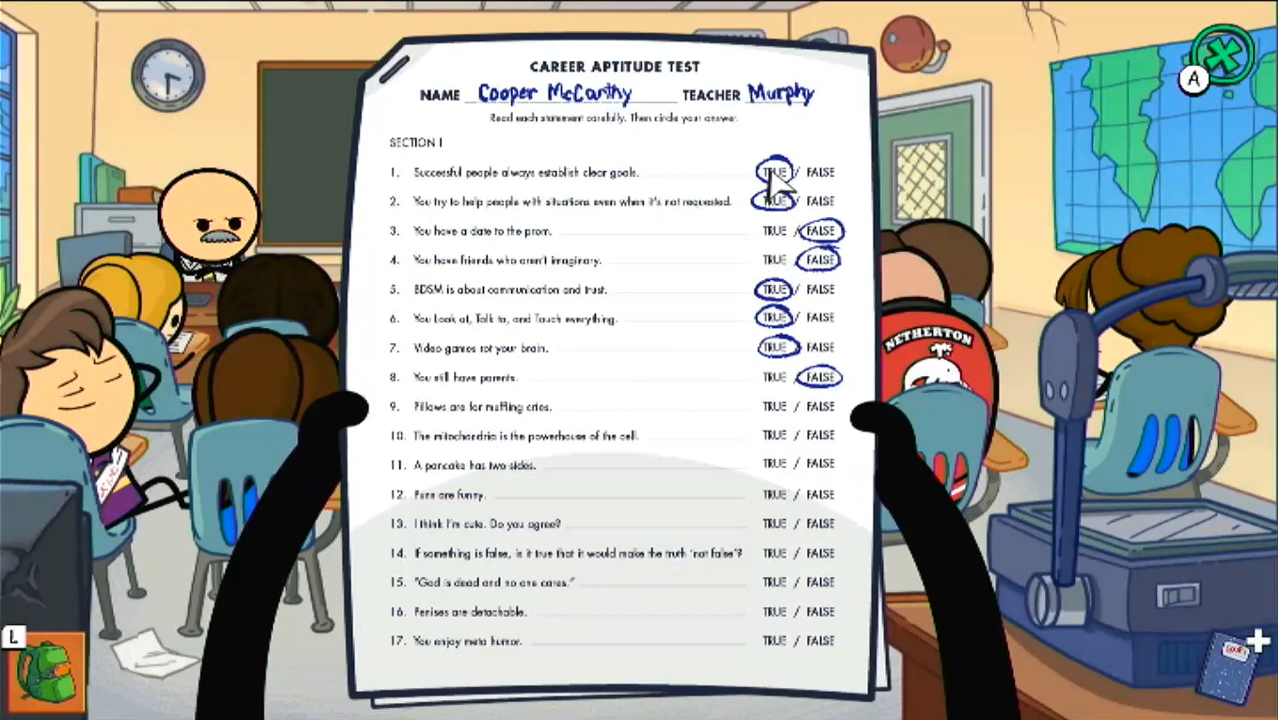 CAREER APTITUDE TEST
NAME Cooper McCarthy TEACHER Murphy
Read each statement carefully. Then circle your answer.
SECTION I
1. Successful people always establish clear goals. TRUE / FALSE
2. You try to help people with situations even when it's not requested. TRUE / FALSE
3. You have a date to the prom. TRUE / FALSE
4. You have friends who aren't imaginary. TRUE / FALSE
5. BDSM is about communication and trust. TRUE / FALSE
6. You Look at, Talk to, and Touch everything. TRUE / FALSE
7. Video games rot your brain. TRUE / FALSE
8. You still have parents. TRUE / FALSE
9. Pillows are for muffling cries. TRUE / FALSE
10. The mitochondria is the powerhouse of the cell. TRUE / FALSE
11. A pancake has two sides. TRUE / FALSE
12. Puns are funny. TRUE / FALSE
13. I think I'm cute. Do you agree? TRUE / FALSE
14. If something is false, is it true that it would make the truth 'not false'? TRUE / FALSE
15. "God is dead and no one cares." TRUE / FALSE
16. Penises are detachable. TRUE / FALSE
17. You enjoy meta humor. TRUE / FALSE
A
NETHERTON
L